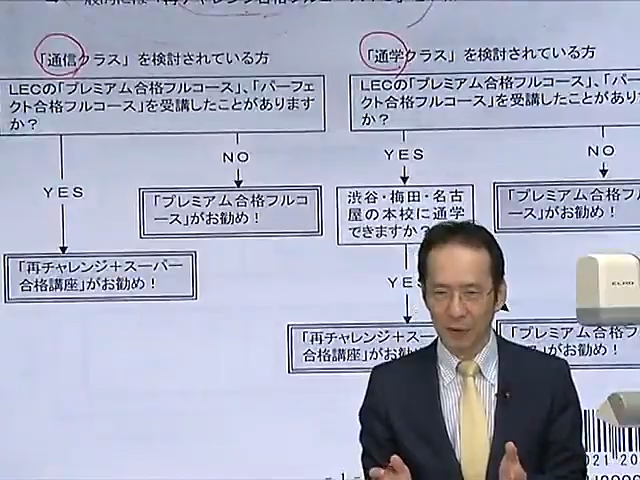 「通信クラス」を検討されている方
LECの「プレミアム合格フルコース」、「パーフェ
クト合格フルコース」を受講したことがあります
か？
YES
NO
「プレミアム合格フルコ
ース」がお勧め！
「再チャレンジ＋スーパー
合格講座」がお勧め！
「通学クラス」を検討されている方
LECの「プレミアム合格フルコース」、「パー
クト合格フルコース」を受講したことがあり
か？
YES
NO
渋谷・梅田・名古
屋の本校に通学
できますか？
「プレミアム合格フル
ース」がお勧め！
YES
「再チャレンジ＋ス
合格講座」がお勧
「プレミアム合格フ
ス」がお勧め！
ELMO
-1-